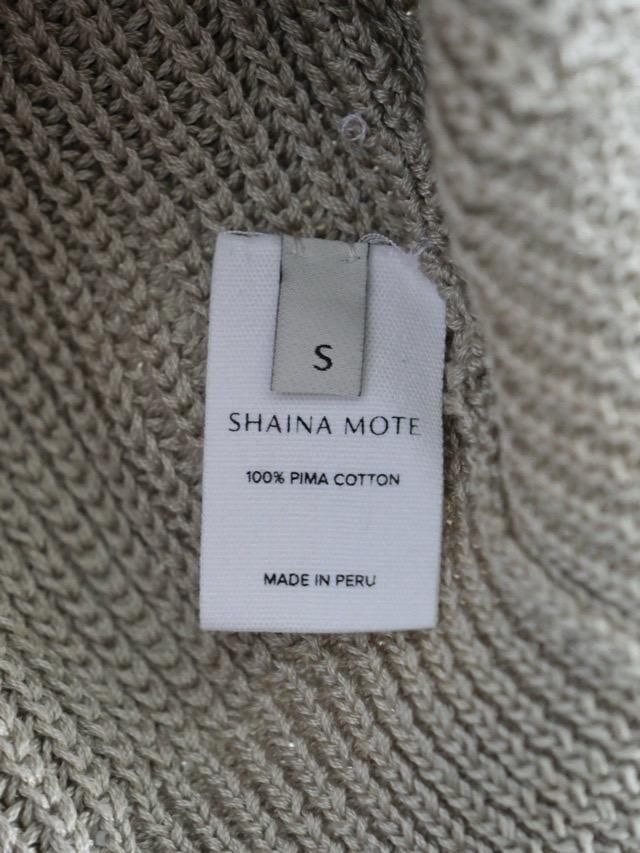 S
SHAINA MOTE
100% PIMA COTTON
MADE IN PERU